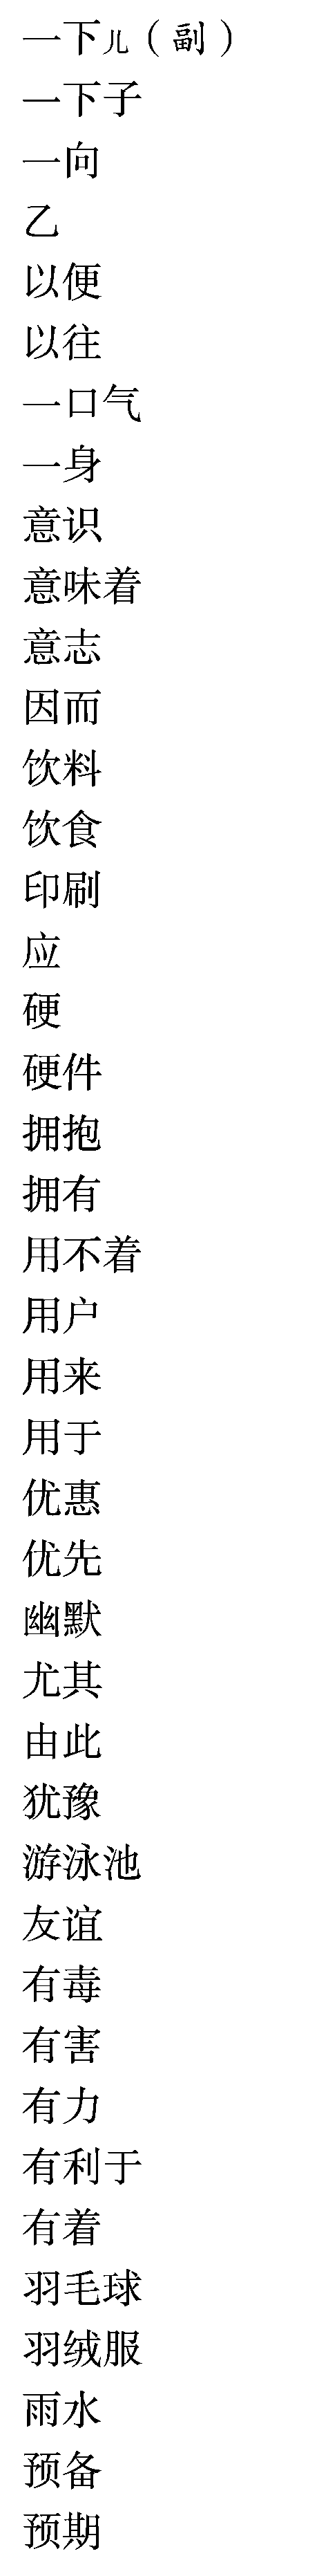 一下儿（副）
一下子
一向
乙
以便
以往
一口气
一身
意识
意味着
意志
因而
饮料
饮食
印刷
应
硬
硬件
拥抱
拥有
用不着
用户
用来
用于
优惠
优先
幽默
尤其
由此
犹豫
游泳池
友谊
有毒
有害
有力
有利于
有着
羽毛球
羽绒服
雨水
预备
预期